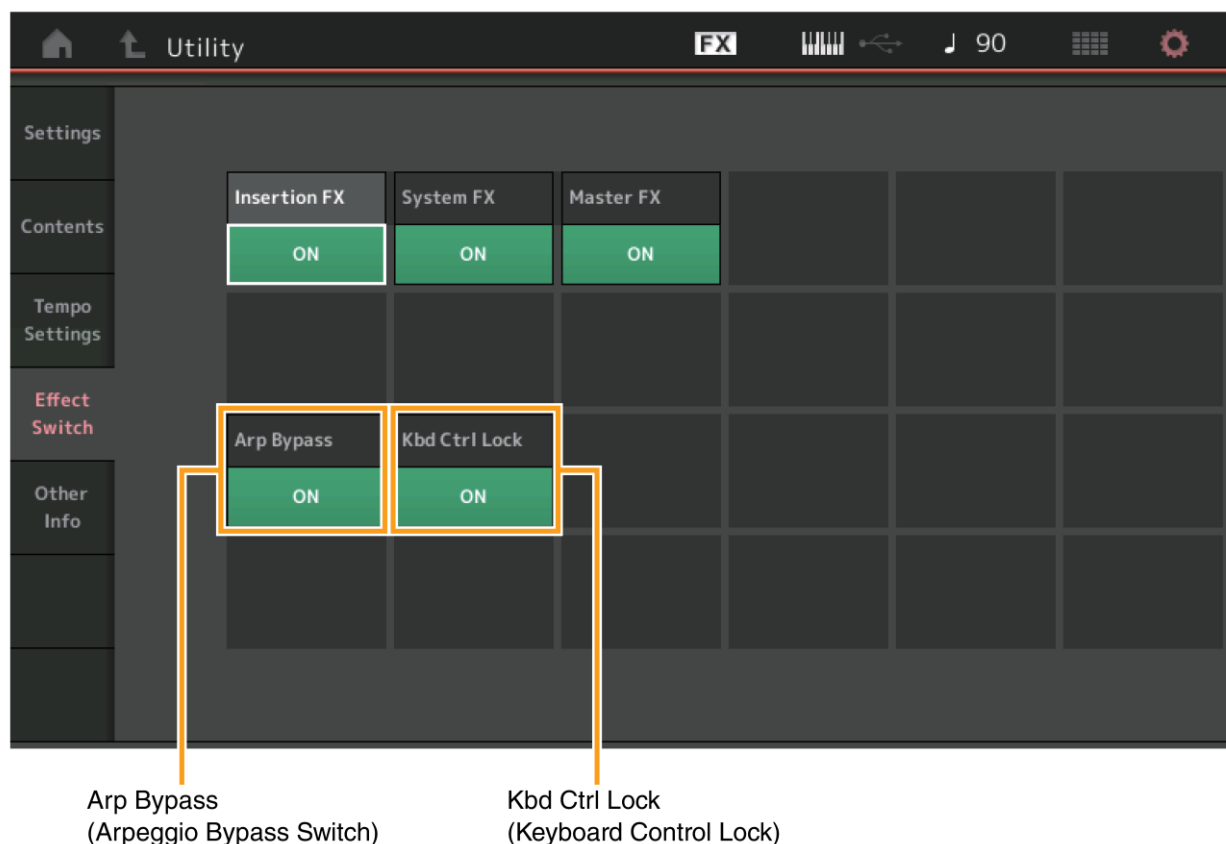 Utility
FX
90
Settings
Contents
Tempo
Settings
Effect
Switch
Other
Info
Insertion FX
System FX
Master FX
ON
ON
ON
Arp Bypass
Kbd Ctrl Lock
ON
ON
Arp Bypass
(Arpeggio Bypass Switch)
Kbd Ctrl Lock
(Keyboard Control Lock)